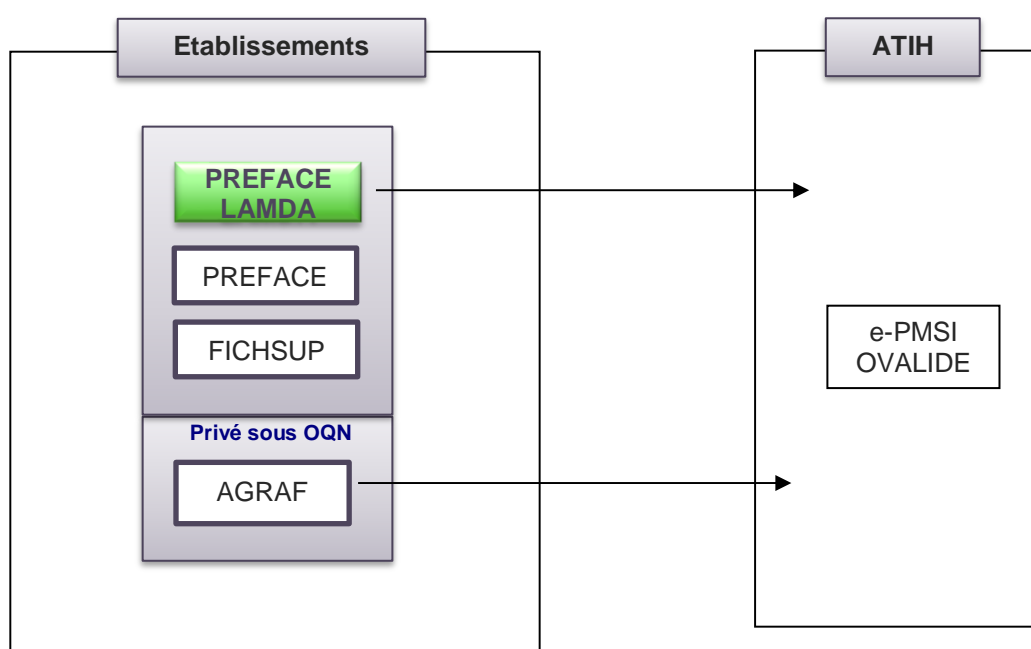 Etablissements
ATIH
PREFACE
LAMDA
PREFACE
FICHSUP
e-PMSI
OVALIDE
Privé sous OQN
AGRAF